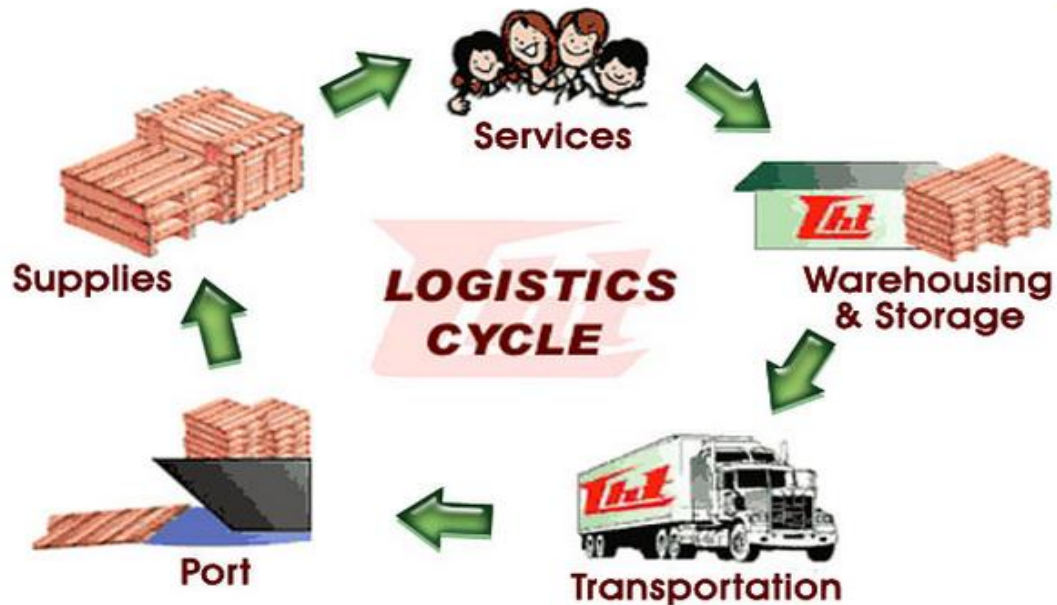 Services
Supplies
Warehousing
& Storage
LOGISTICS
CYCLE
Port
Transportation